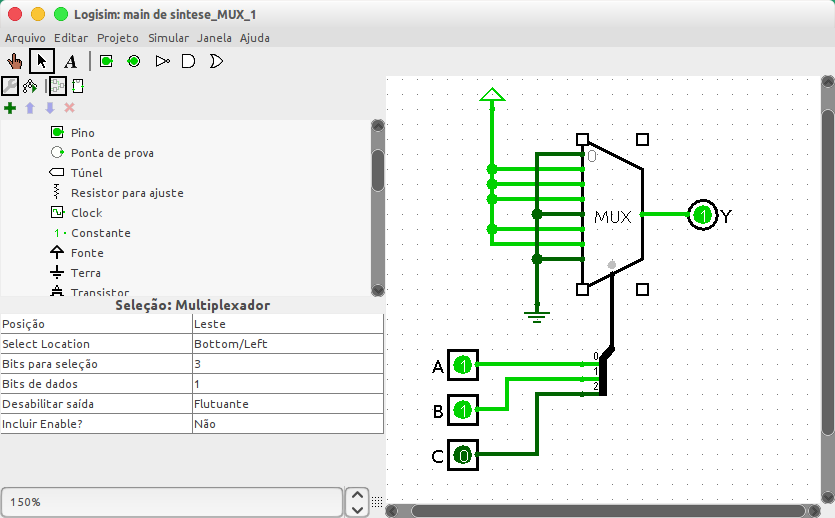 Logisim: main de sintese_MUX_1
Arquivo Editar Projeto Simular Janela Ajuda
A
Pino
Ponta de prova
Túnel
Resistor para ajuste
Clock
1 Constante
Fonte
Terra
Transistor
Seleção: Multiplexador
Posição Leste
Select Location Bottom/Left
Bits para seleção 3
Bits de dados 1
Desabilitar saída Flutuante
Incluir Enable? Não
150%
0
MUX
1 Y
A 1 0
1
B 1 2
C 0